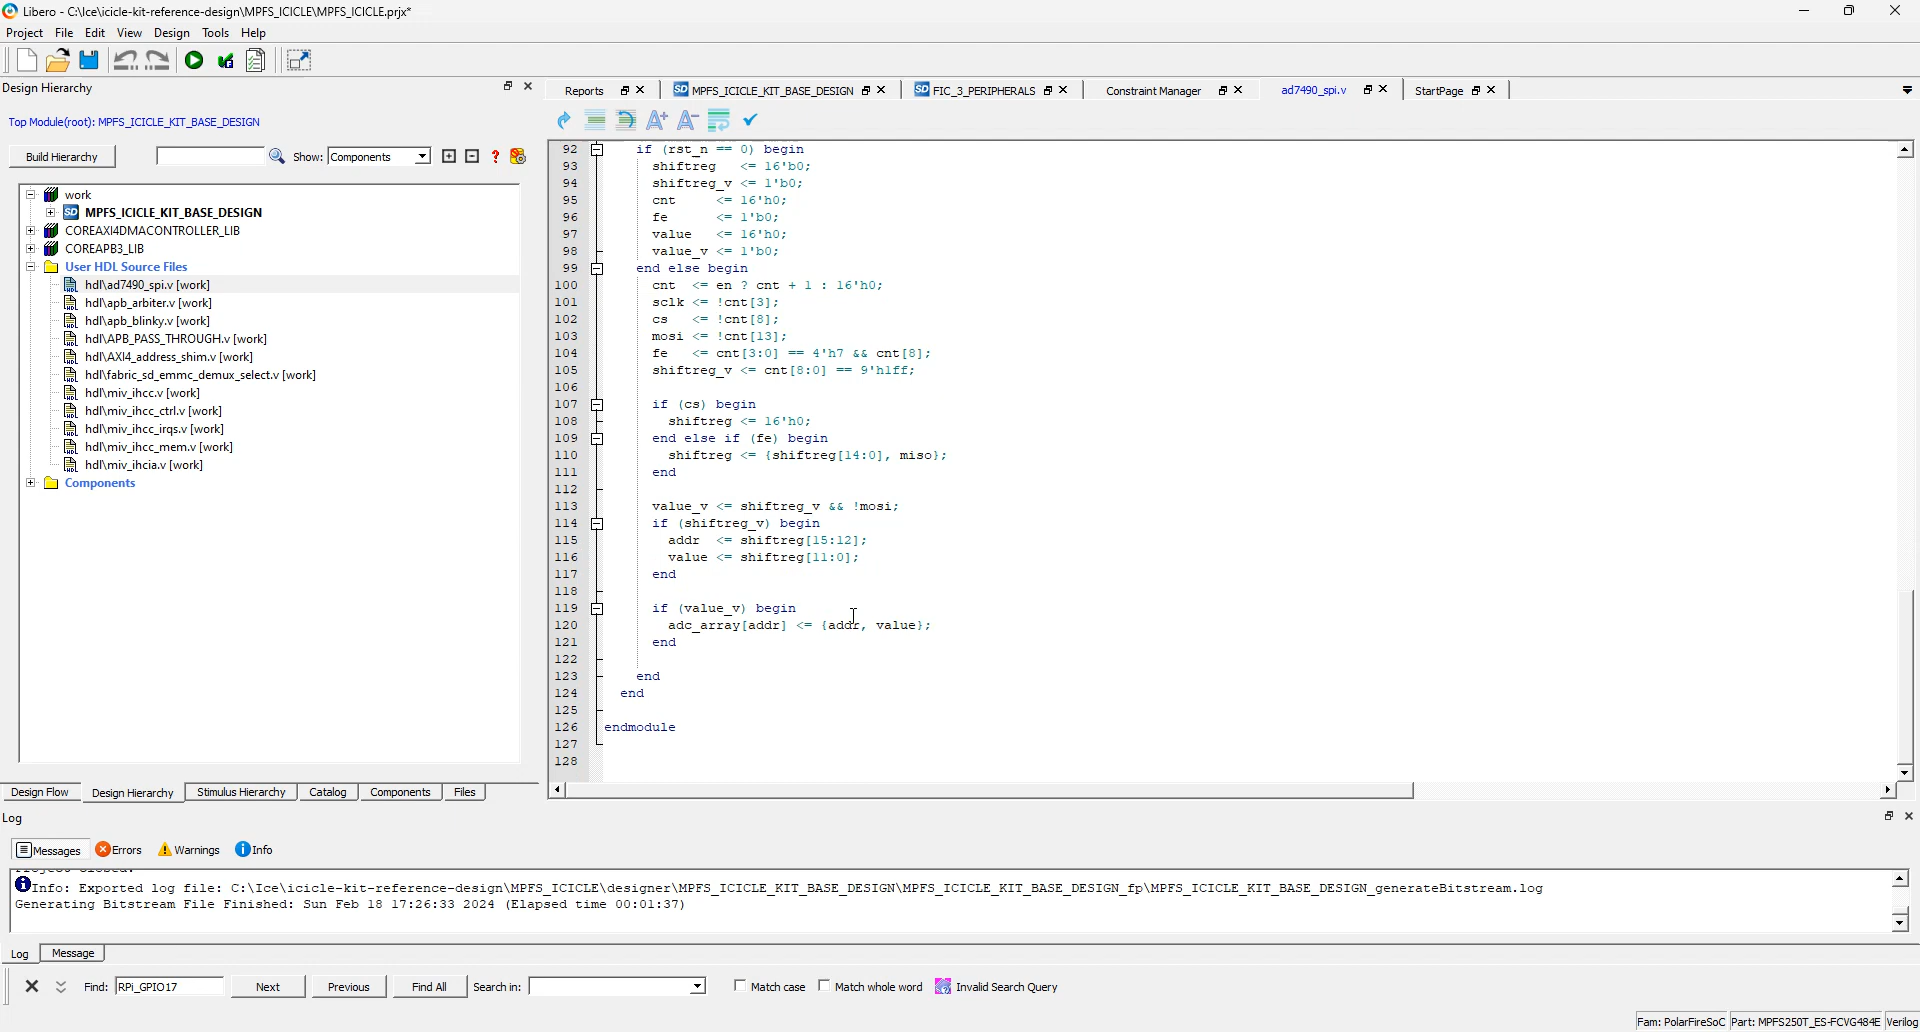 Libero - C:\Ice\icicle-kit-reference-design\MPFS_ICICLE\MPFS_ICICLE.prjx*
Project File Edit View Design Tools Help
Design Hierarchy
Top Module(root): MPFS_ICICLE_KIT_BASE_DESIGN
Build Hierarchy Show: Components
work
MPFS_ICICLE_KIT_BASE_DESIGN
COREAXI4DMACONTROLLER_LIB
COREAPB3_LIB
User HDL Source Files
hdl\ad7490_spi.v [work]
hdl\apb_arbiter.v [work]
hdl\apb_blinky.v [work]
hdl\APB_PASS_THROUGH.v [work]
hdl\AXI4_address_shim.v [work]
hdl\fabric_sd_emmc_demux_select.v [work]
hdl\miv_ihcc.v [work]
hdl\miv_ihcc_ctrl.v [work]
hdl\miv_ihcc_irqs.v [work]
hdl\miv_ihcc_mem.v [work]
hdl\miv_ihcia.v [work]
Components
Design Flow Design Hierarchy Stimulus Hierarchy Catalog Components Files
Reports MPFS_ICICLE_KIT_BASE_DESIGN FIC_3_PERIPHERALS Constraint Manager ad7490_spi.v StartPage
92 if (rst_n == 0) begin
93 shiftreg <= 16'b0;
94 shiftreg_v <= 1'b0;
95 cnt <= 16'h0;
96 fe <= 1'b0;
97 value <= 16'h0;
98 value_v <= 1'b0;
99 end else begin
100 cnt <= en ? cnt + 1 : 16'h0;
101 sclk <= !cnt[3];
102 cs <= !cnt[8];
103 mosi <= !cnt[13];
104 fe <= cnt[3:0] == 4'h7 && cnt[8];
105 shiftreg_v <= cnt[8:0] == 9'h1ff;
106
107 if (cs) begin
108 shiftreg <= 16'h0;
109 end else if (fe) begin
110 shiftreg <= {shiftreg[14:0], miso};
111 end
112
113 value_v <= shiftreg_v && !mosi;
114 if (shiftreg_v) begin
115 addr <= shiftreg[15:12];
116 value <= shiftreg[11:0];
117 end
118
119 if (value_v) begin
120 adc_array[addr] <= {addr, value};
121 end
122
123 end
124 end
125
126 endmodule
127
128
Log
Messages Errors Warnings Info
Info: Exported log file: C:\Ice\icicle-kit-reference-design\MPFS_ICICLE\designer\MPFS_ICICLE_KIT_BASE_DESIGN\MPFS_ICICLE_KIT_BASE_DESIGN_fp\MPFS_ICICLE_KIT_BASE_DESIGN_generateBitstream.log
Generating Bitstream File Finished: Sun Feb 18 17:26:33 2024 (Elapsed time 00:01:37)
Log Message
Find: RPi_GPIO17 Next Previous Find All Search in: Match case Match whole word Invalid Search Query
Fam: PolarFireSoC Part: MPFS250T_ES-FCVG484E Verilog